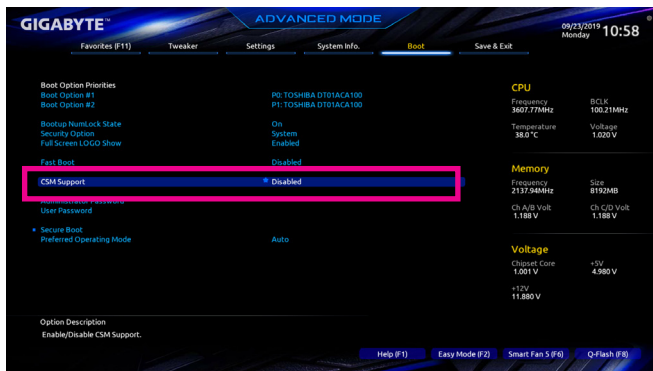 GIGABYTE™
ADVANCED MODE
09/23/2019 Monday 10:58
Favorites (F11) Tweaker Settings System Info. Boot Save & Exit
Boot Option Priorities
Boot Option #1 P0: TOSHIBA DT01ACA100
Boot Option #2 P1: TOSHIBA DT01ACA100
Bootup NumLock State On
Security Option System
Full Screen LOGO Show Enabled
Fast Boot Disabled
CSM Support Disabled
Administrator Password
User Password
Secure Boot
Preferred Operating Mode Auto
CPU
Frequency BCLK
3607.77MHz 100.21MHz
Temperature Voltage
38.0 °C 1.020 V
Memory
Frequency Size
2137.94MHz 8192MB
Ch A/B Volt Ch C/D Volt
1.188 V 1.188 V
Voltage
Chipset Core +5V
1.001 V 4.980 V
+12V
11.880 V
Option Description
Enable/Disable CSM Support.
Help (F1) Easy Mode (F2) Smart Fan 5 (F6) Q-Flash (F8)